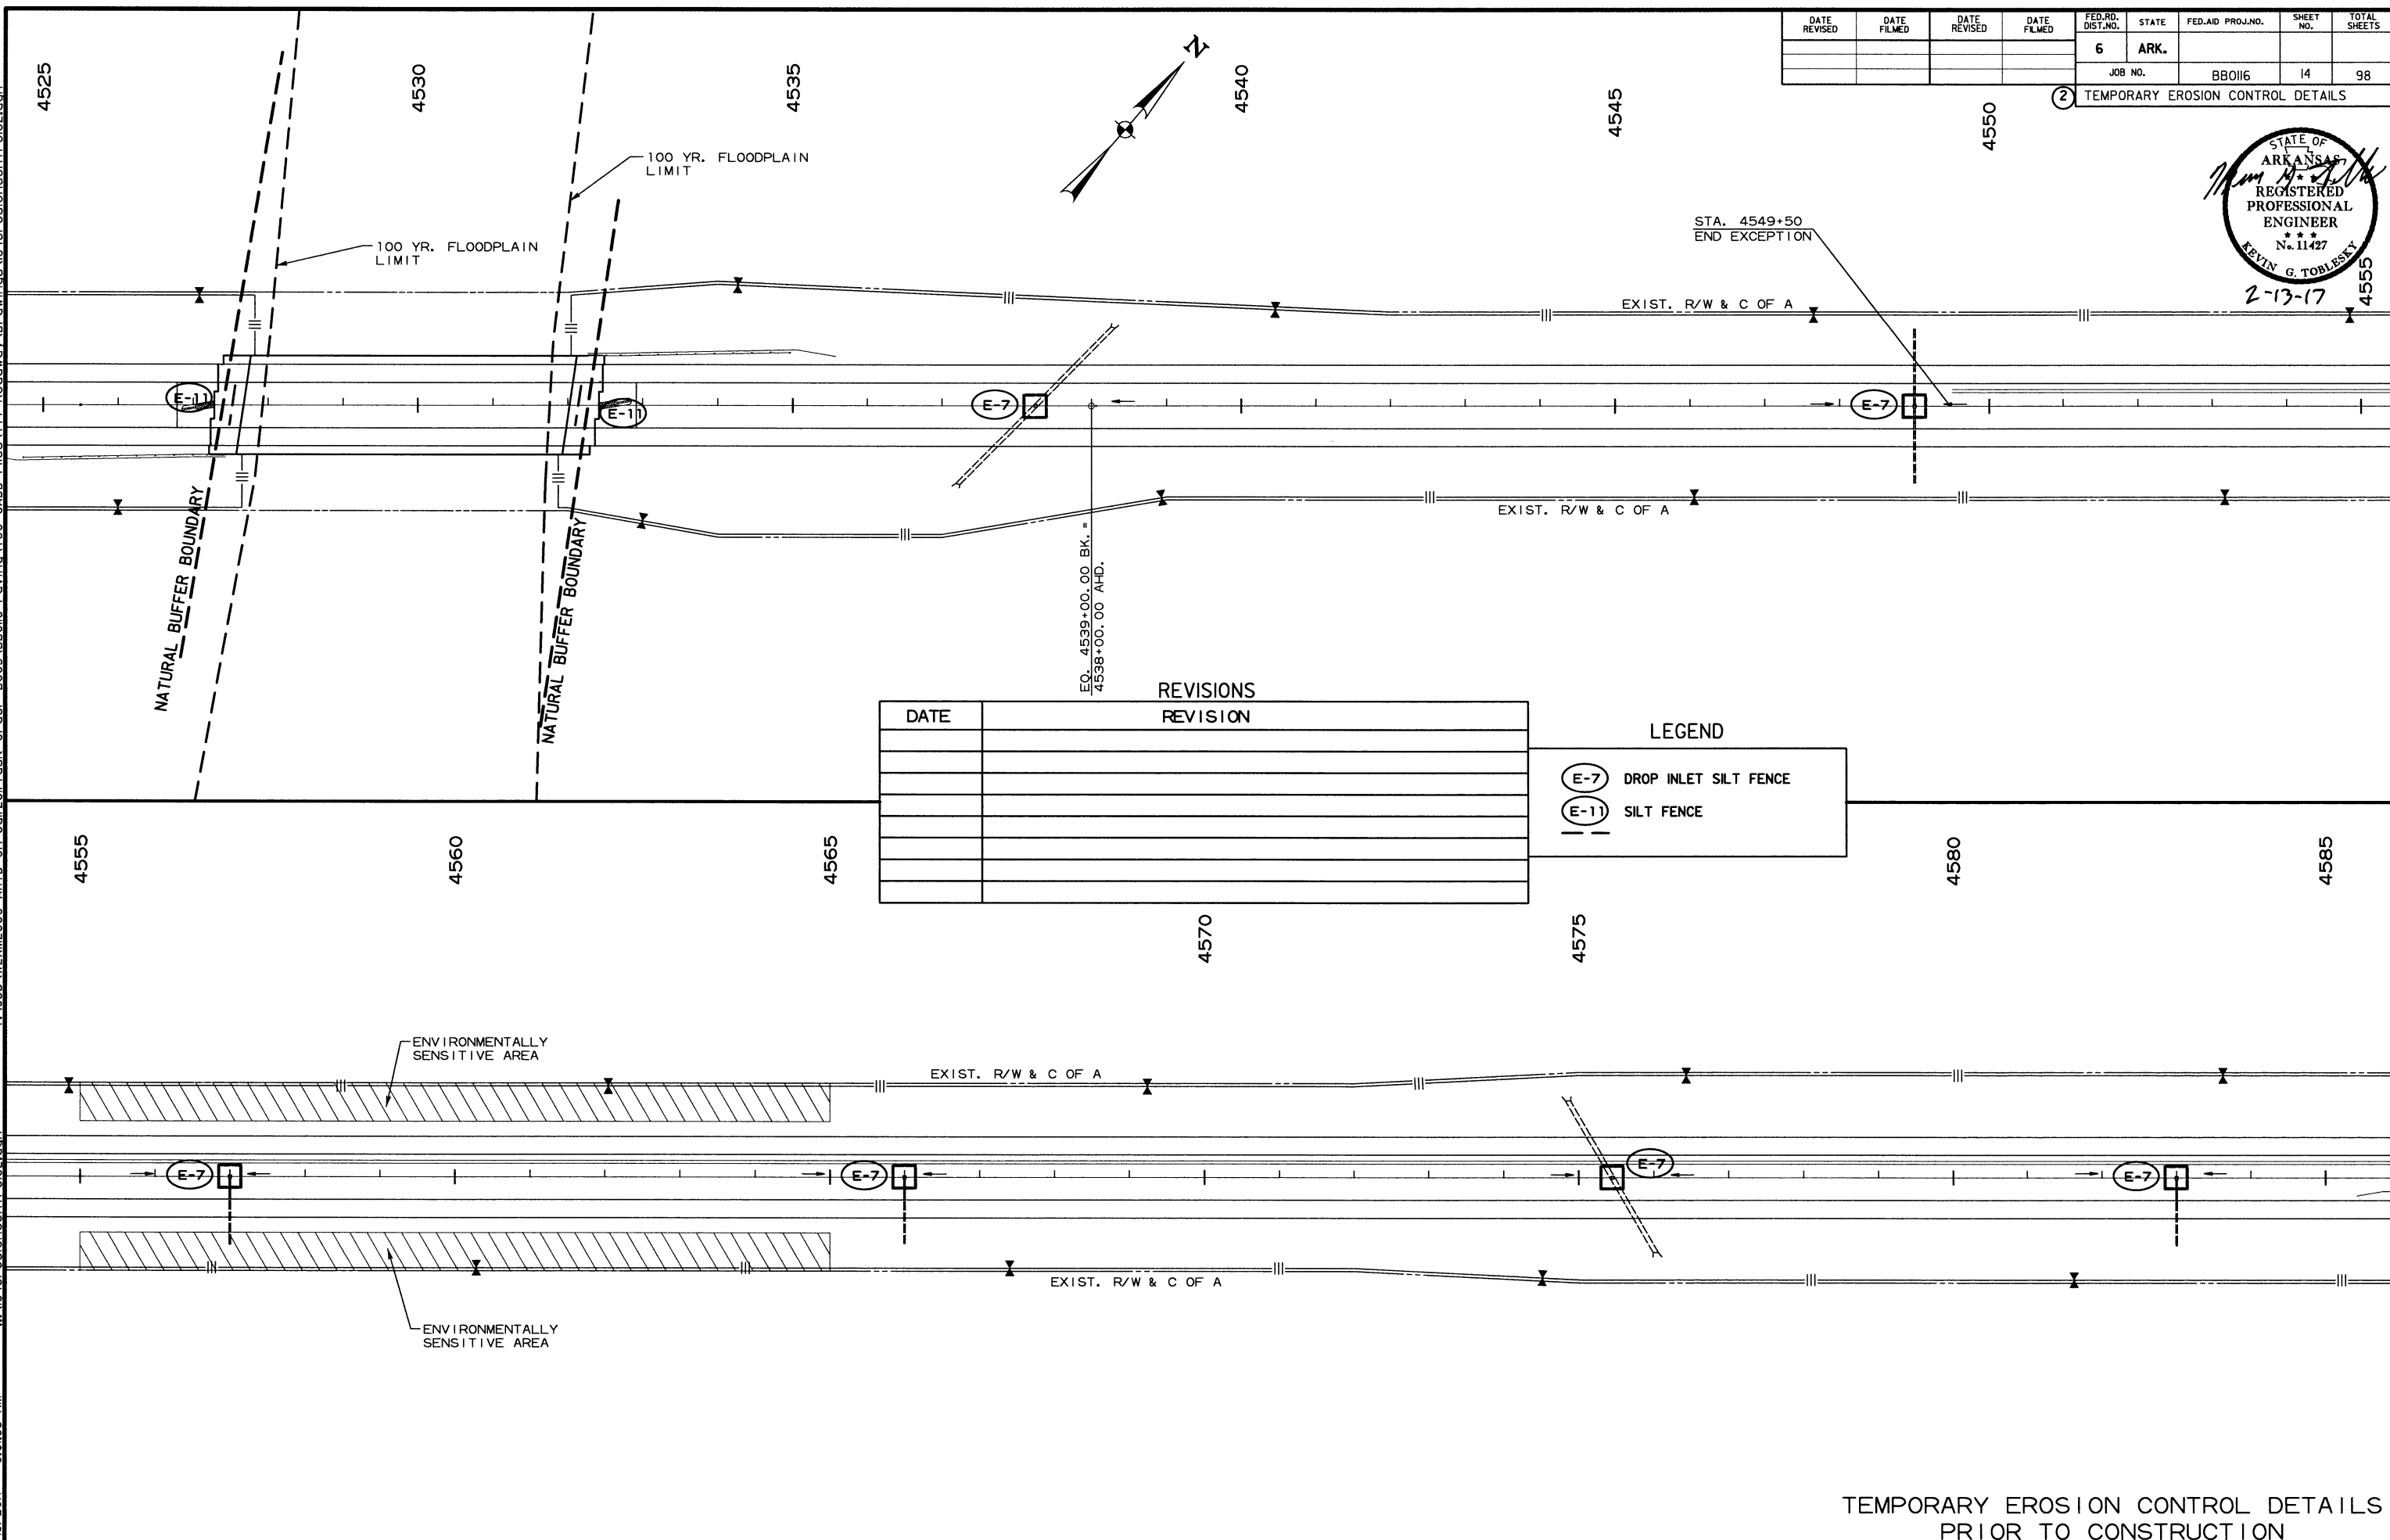 DATE REVISED
DATE FILMED
DATE REVISED
DATE FILMED
FED.RD. DIST.NO.
STATE
FED.AID PROJ.NO.
SHEET NO.
TOTAL SHEETS
6
ARK.
JOB NO.
BB0116
14
98
2
TEMPORARY EROSION CONTROL DETAILS
STATE OF
ARKANSAS
★ ★ ★
REGISTERED
PROFESSIONAL
ENGINEER
★ ★ ★
No. 11427
KEVIN G. TOBLESKY
2-13-17
4525
4530
4535
4540
4545
4550
4555
N
100 YR. FLOODPLAIN
LIMIT
100 YR. FLOODPLAIN
LIMIT
STA. 4549+50
END EXCEPTION
EXIST. R/W & C OF A
E-11
E-11
E-7
E-7
EXIST. R/W & C OF A
NATURAL BUFFER BOUNDARY
NATURAL BUFFER BOUNDARY
EQ. 4539+00.00 BK. =
4538+00.00 AHD.
REVISIONS
DATE
REVISION
LEGEND
E-7 DROP INLET SILT FENCE
E-11 SILT FENCE
4555
4560
4565
4570
4575
4580
4585
ENVIRONMENTALLY
SENSITIVE AREA
EXIST. R/W & C OF A
E-7
E-7
E-7
E-7
EXIST. R/W & C OF A
ENVIRONMENTALLY
SENSITIVE AREA
TEMPORARY EROSION CONTROL DETAILS
PRIOR TO CONSTRUCTION